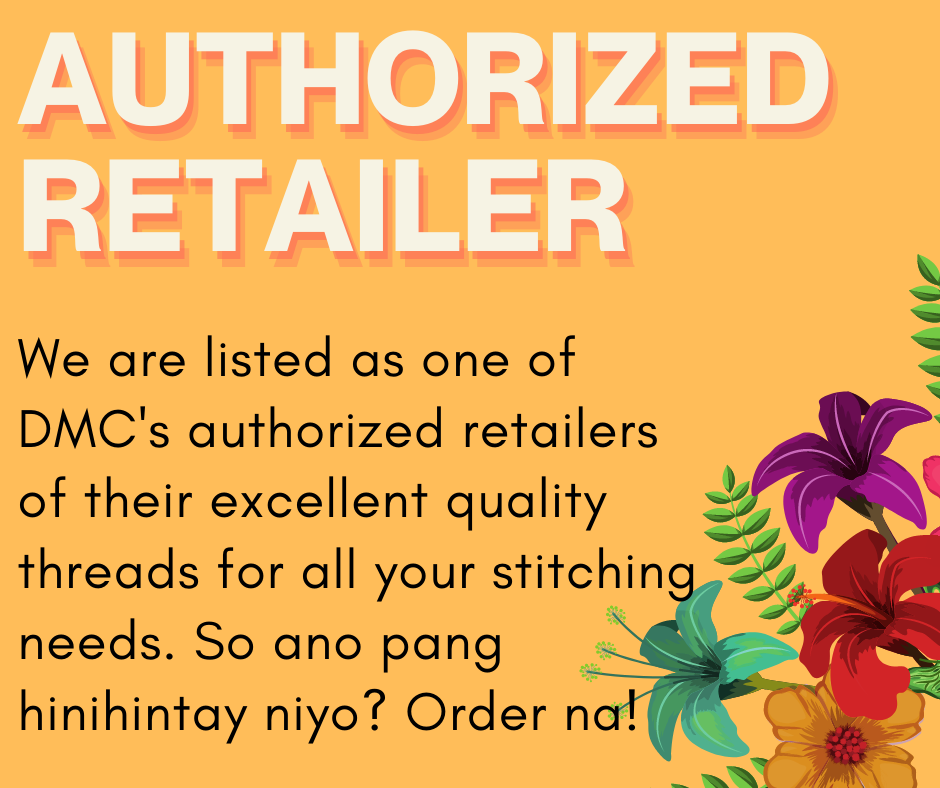 AUTHORIZED
RETAILER
We are listed as one of
DMC's authorized retailers
of their excellent quality
threads for all your stitching
needs. So ano pang
hinihintay niyo? Order na!